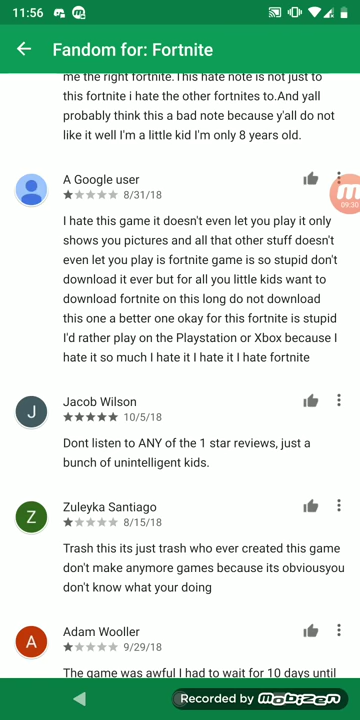 11:56
Fandom for: Fortnite
me the right fortnite.This hate note is not just to
this fortnite i hate the other fortnites to.And yall
probably think this a bad note because y'all do not
like it well I'm a little kid I'm only 8 years old.
A Google user
8/31/18
09:30
I hate this game it doesn't even let you play it only
shows you pictures and all that other stuff doesn't
even let you play is fortnite game is so stupid don't
download it ever but for all you little kids want to
download fortnite on this long do not download
this one a better one okay for this fortnite is stupid
I'd rather play on the Playstation or Xbox because I
hate it so much I hate it I hate it I hate fortnite
J
Jacob Wilson
10/5/18
Dont listen to ANY of the 1 star reviews, just a
bunch of unintelligent kids.
Z
Zuleyka Santiago
8/15/18
Trash this its just trash who ever created this game
don't make anymore games because its obviousyou
don't know what your doing
A
Adam Wooller
9/29/18
The game was awful I had to wait for 10 days until
Recorded by mobizen